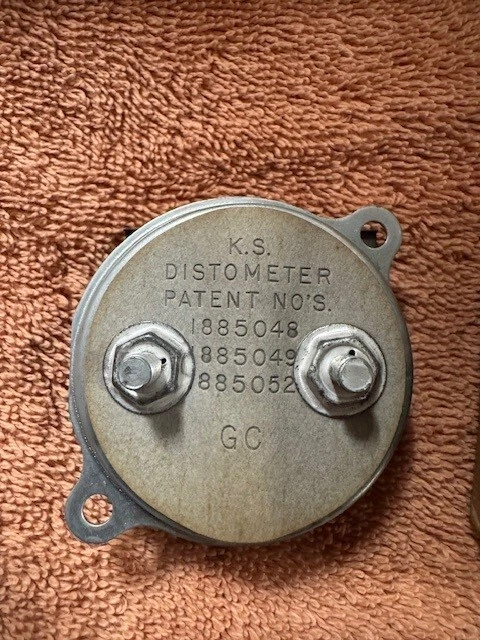 K.S.
DISTOMETER
PATENT NO'S.
1885048
885049
885052
GC